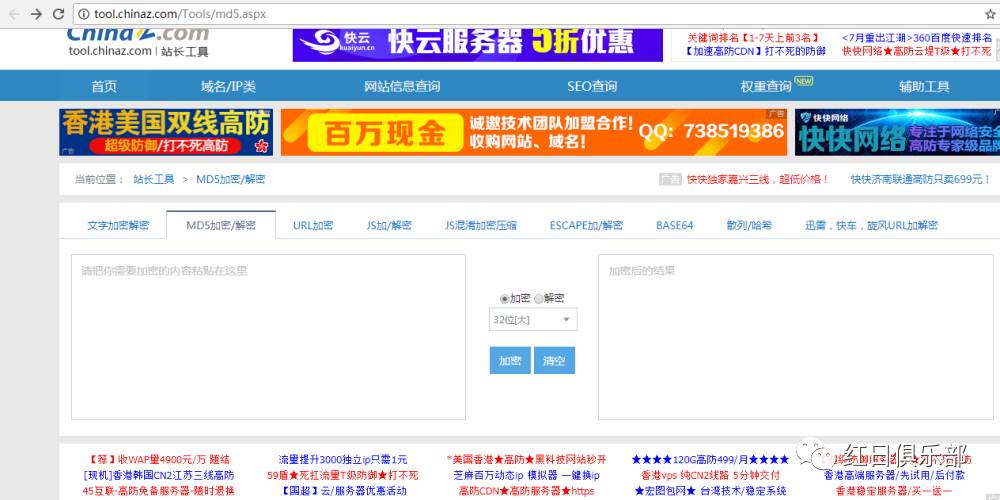 tool.chinaz.com/Tools/md5.aspx
Chinaz.com
tool.chinaz.com | 站长工具
快云
kuaiyun.cn
快云服务器 5折优惠
关键词排名【1-7天上前3名】
<7月重出江湖>360百度快速排名
【加速高防CDN】打不死的防御
快快网络★高防云堤T级★打不死
首页 域名/IP类 网站信息查询 SEO查询 权重查询 NEW 辅助工具
香港美国双线高防
超级防御/打不死高防
广告
百万现金
诚邀技术团队加盟合作!
收购网站、域名!
QQ: 738519386
广告
快快网络
快快网络
专注于网络安全
高防专家级品牌
当前位置： 站长工具 > MD5加密/解密
广告 快快独家嘉兴三线，超低价格！ 快快济南联通高防只卖699元！
文字加密解密 MD5加密/解密 URL加密 JS加/解密 JS混淆加密压缩 ESCAPE加/解密 BASE64 散列/哈希 迅雷，快车，旋风URL加解密
请把你需要加密的内容粘贴在这里
加密 解密
32位[大]
加密 清空
加密后的结果
【荐】收WAP量4900元/万 随结
流量提升3000独立ip只需1元
*美国香港★高防★黑科技网站秒开
★★★★★120G高防499/月★★★★
[现机]香港韩国CN2江苏三线高防
59盾★死扛流量T级防御★打不死
芝麻百万动态ip 模拟器 一键换ip
香港vps 纯CN2线路 5分钟交付
香港高端服务器/先试用/后付款
45互联-高防免备服务器-随时退换
【国超】云/服务器优惠活动
高防CDN★高防服务器★https
★宏图包网★ 台湾技术/稳定系统
香港稳定服务器/买一送一
红日俱乐部